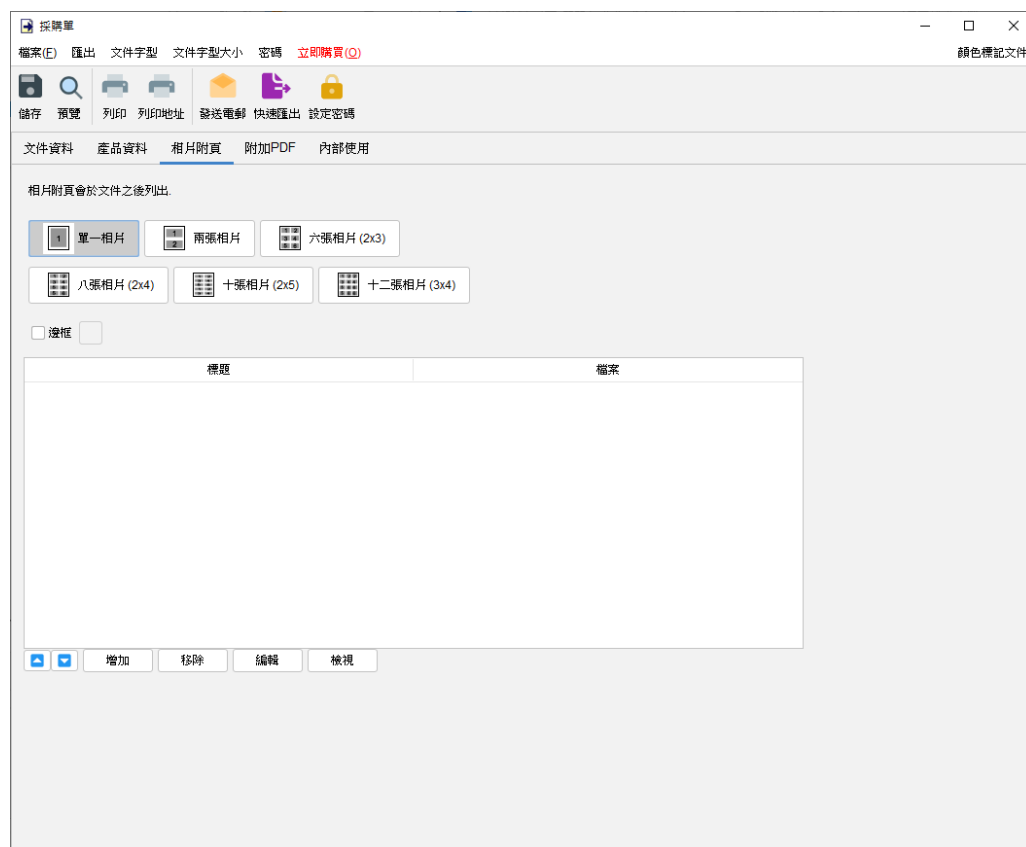 採購單
檔案(F) 匯出 文件字型 文件字型大小 密碼 立即購買(O) 顏色標記文件
儲存 預覽 列印 列印地址 發送電郵 快速匯出 設定密碼
文件資料 產品資料 相片附頁 附加PDF 內部使用
相片附頁會於文件之後列出.
1 單一相片 1 2 兩張相片 六張相片 (2x3)
八張相片 (2x4) 十張相片 (2x5) 十二張相片 (3x4)
邊框
標題 檔案
增加 移除 編輯 檢視